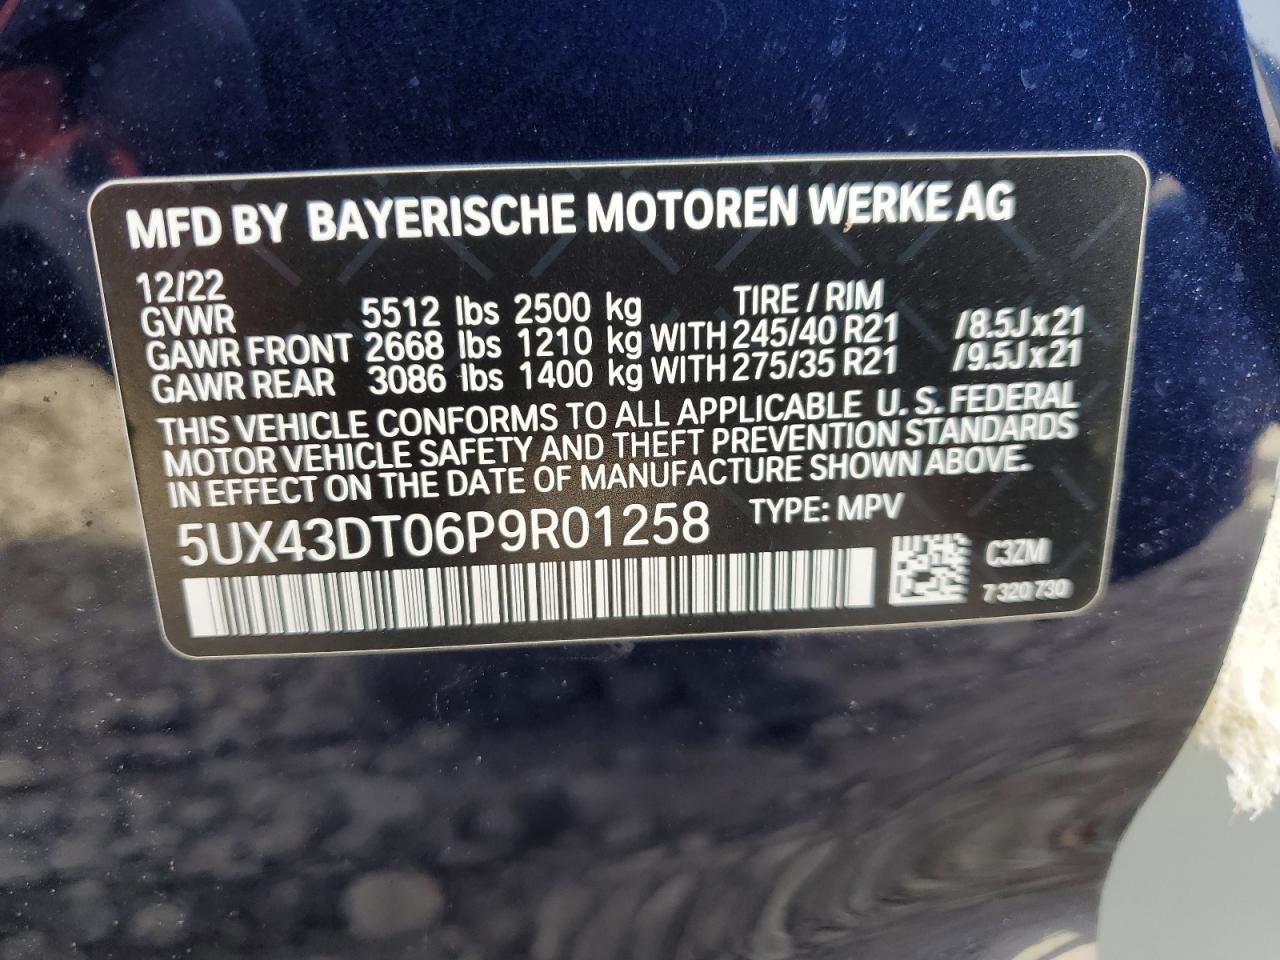 MFD BY BAYERISCHE MOTOREN WERKE AG
12/22 TIRE / RIM
GVWR 5512 lbs 2500 kg
GAWR FRONT 2668 lbs 1210 kg WITH 245/40 R21 /8.5Jx21
GAWR REAR 3086 lbs 1400 kg WITH 275/35 R21 /9.5Jx21
THIS VEHICLE CONFORMS TO ALL APPLICABLE U.S. FEDERAL
MOTOR VEHICLE SAFETY AND THEFT PREVENTION STANDARDS
IN EFFECT ON THE DATE OF MANUFACTURE SHOWN ABOVE.
5UX43DT06P9R01258 TYPE: MPV
C3ZM
7 320 730